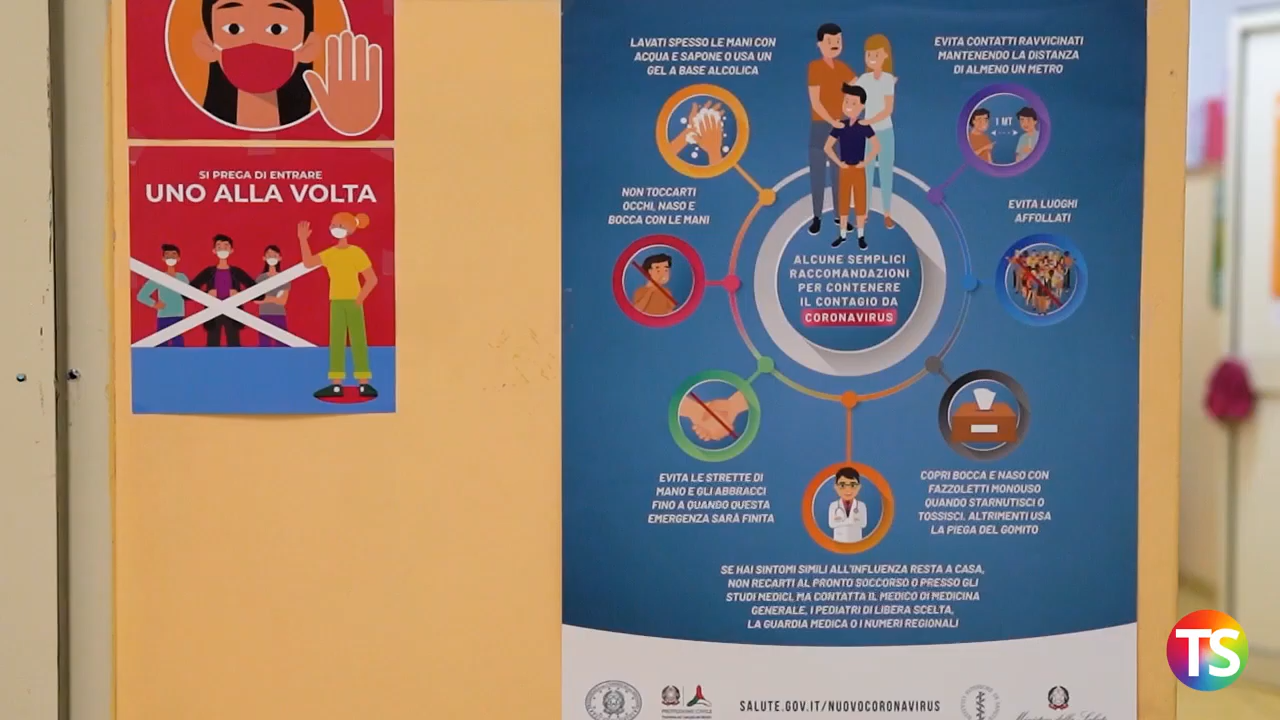 SI PREGA DI ENTRARE
UNO ALLA VOLTA
LAVATI SPESSO LE MANI CON
ACQUA E SAPONE O USA UN
GEL A BASE ALCOLICA
EVITA CONTATTI RAVVICINATI
MANTENENDO LA DISTANZA
DI ALMENO UN METRO
1 MT
NON TOCCARTI
OCCHI, NASO E
BOCCA CON LE MANI
EVITA LUOGHI
AFFOLLATI
ALCUNE SEMPLICI
RACCOMANDAZIONI
PER CONTENERE
IL CONTAGIO DA
CORONAVIRUS
EVITA LE STRETTE DI
MANO E GLI ABBRACCI
FINO A QUANDO QUESTA
EMERGENZA SARÀ FINITA
COPRI BOCCA E NASO CON
FAZZOLETTI MONOUSO
QUANDO STARNUTISCI O
TOSSISCI. ALTRIMENTI USA
LA PIEGA DEL GOMITO
SE HAI SINTOMI SIMILI ALL'INFLUENZA RESTA A CASA,
NON RECARTI AL PRONTO SOCCORSO O PRESSO GLI
STUDI MEDICI, MA CONTATTA IL MEDICO DI MEDICINA
GENERALE, I PEDIATRI DI LIBERA SCELTA,
LA GUARDIA MEDICA O I NUMERI REGIONALI
SALUTE.GOV.IT/NUOVOCORONAVIRUS
TS